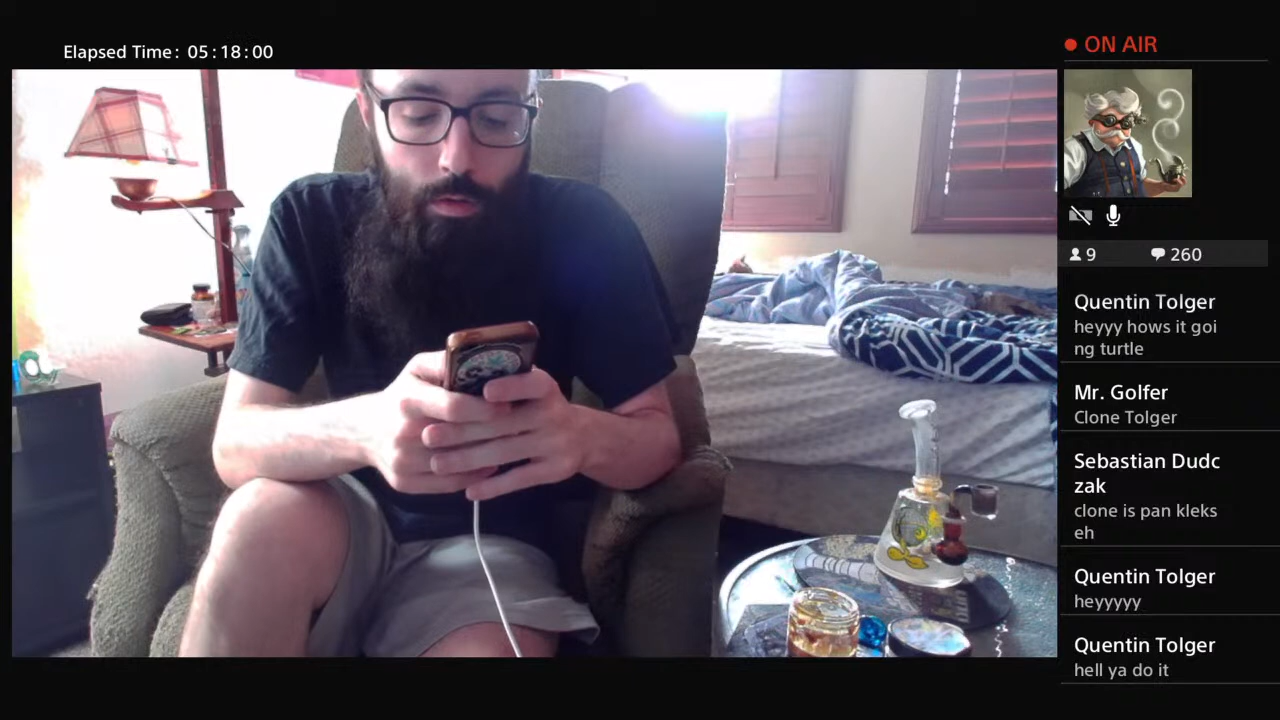 Elapsed Time: 05:18:00
ON AIR
9
260
Quentin Tolger
heyyy hows it goi
ng turtle
Mr. Golfer
Clone Tolger
Sebastian Dudc
zak
clone is pan kleks
eh
Quentin Tolger
heyyyyy
Quentin Tolger
hell ya do it